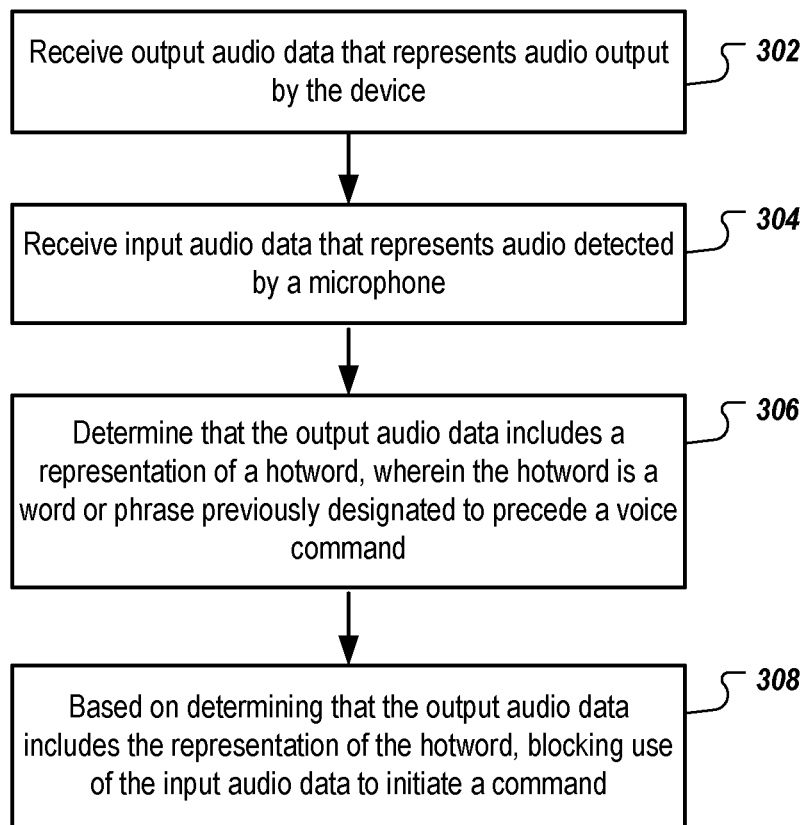 Receive output audio data that represents audio output
by the device
302
Receive input audio data that represents audio detected
by a microphone
304
Determine that the output audio data includes a
representation of a hotword, wherein the hotword is a
word or phrase previously designated to precede a voice
command
306
Based on determining that the output audio data
includes the representation of the hotword, blocking use
of the input audio data to initiate a command
308